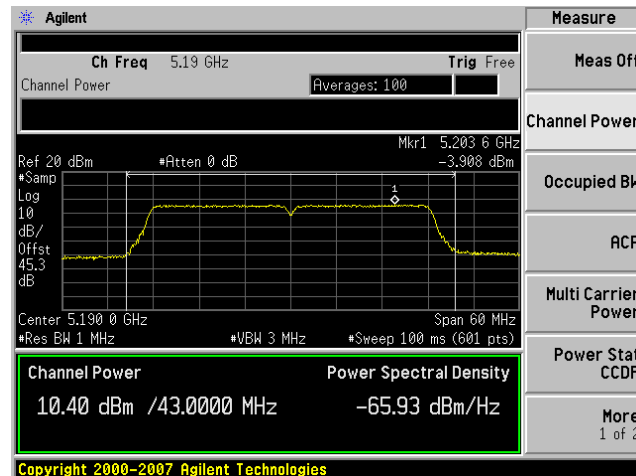 Agilent
Measure
Ch Freq 5.19 GHz Trig Free
Channel Power Averages: 100
Meas Off
Channel Power
Mkr1 5.203 6 GHz
Ref 20 dBm #Atten 0 dB -3.908 dBm
#Samp
Log
10
dB/
Offst
45.3
dB
1
Occupied BW
ACP
Multi Carrier
Power
Center 5.190 0 GHz Span 60 MHz
#Res BW 1 MHz #VBW 3 MHz #Sweep 100 ms (601 pts)
Channel Power Power Spectral Density
10.40 dBm /43.0000 MHz -65.93 dBm/Hz
Power Stat
CCDF
More
1 of 2
Copyright 2000-2007 Agilent Technologies